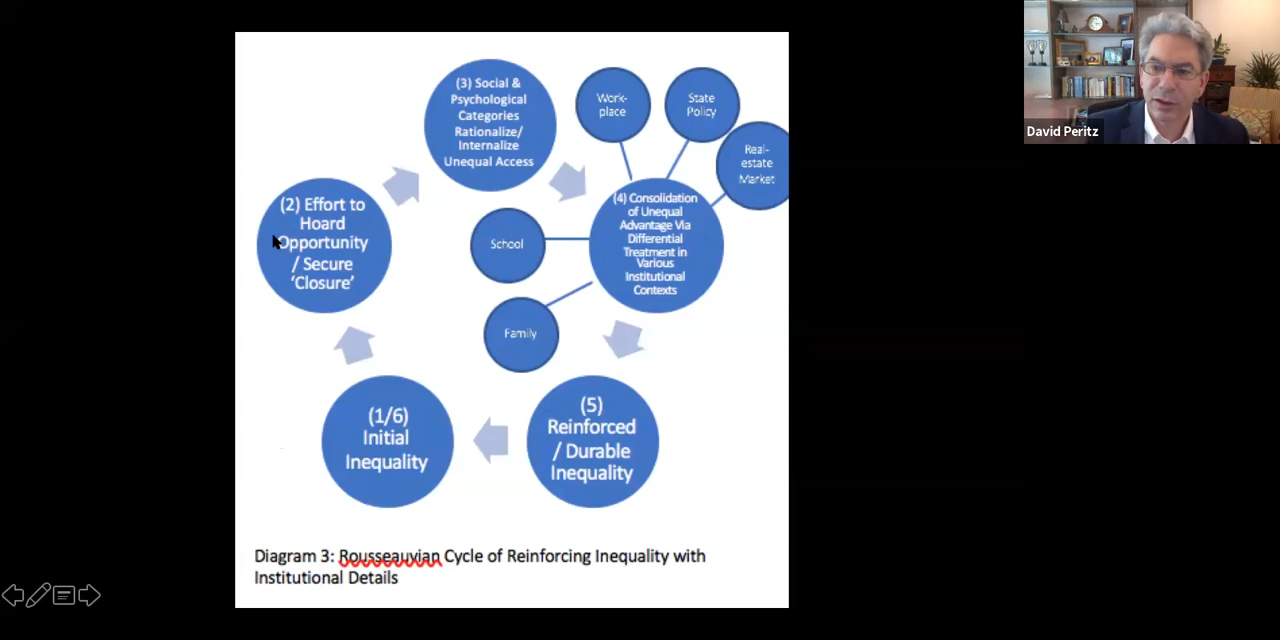 (3) Social &
Psychological
Categories
Rationalize/
Internalize
Unequal Access
Work-
place
State
Policy
Real-
estate
Market
(2) Effort to
Hoard
Opportunity
/ Secure
‘Closure’
School
(4) Consolidation
of Unequal
Advantage Via
Differential
Treatment in
Various
Institutional
Contexts
Family
(1/6)
Initial
Inequality
(5)
Reinforced
/ Durable
Inequality
Diagram 3: Rousseauvian Cycle of Reinforcing Inequality with
Institutional Details
David Peritz